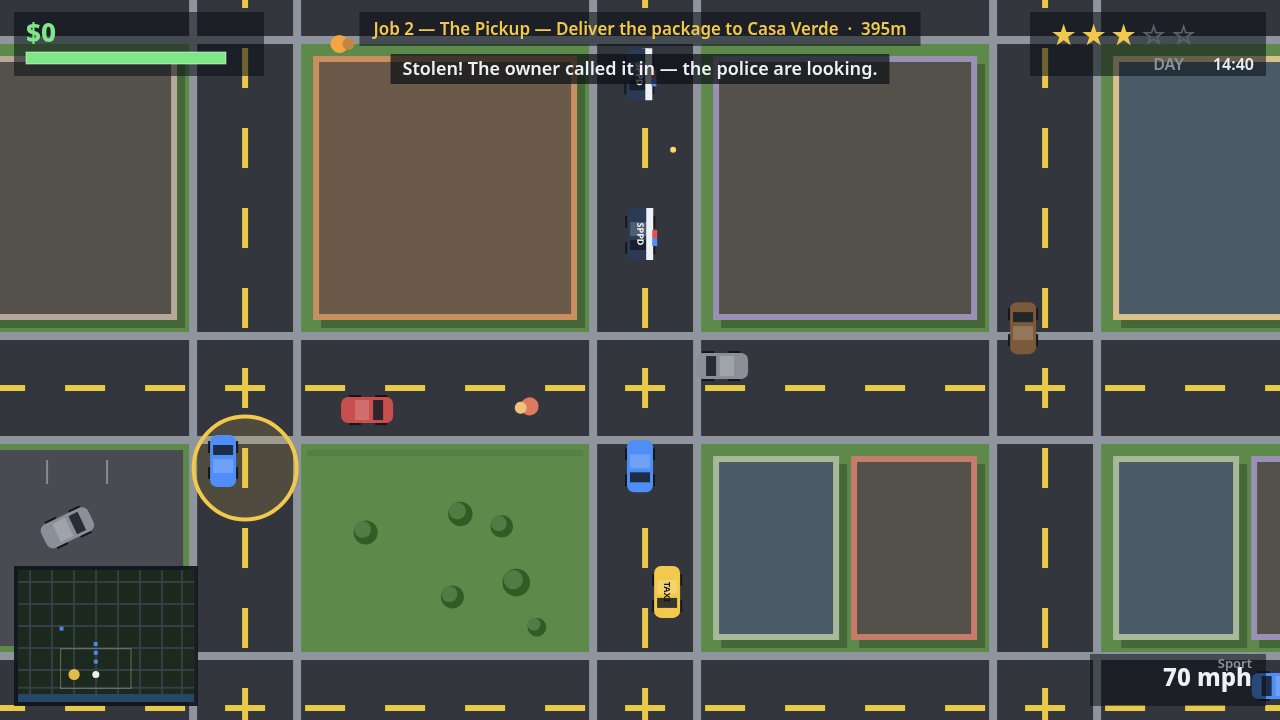 $0
Job 2 — The Pickup — Deliver the package to Casa Verde · 395m
Stolen! The owner called it in — the police are looking.
DAY 14:40
SPPD
TAXI
Sport
70 mph